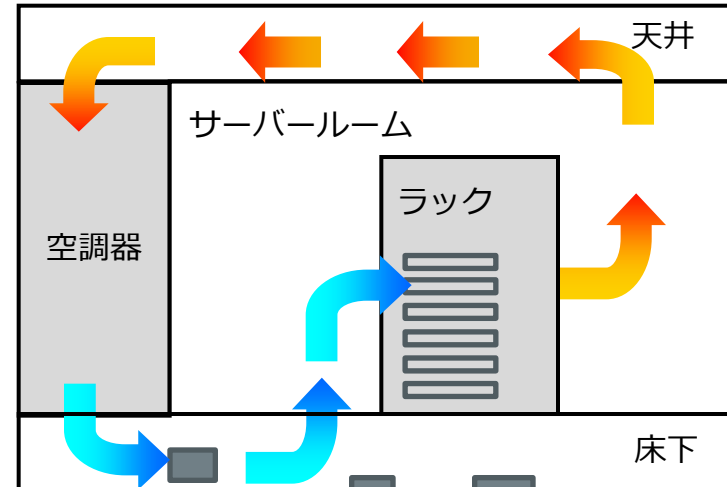 天井
サーバールーム
ラック
空調器
床下